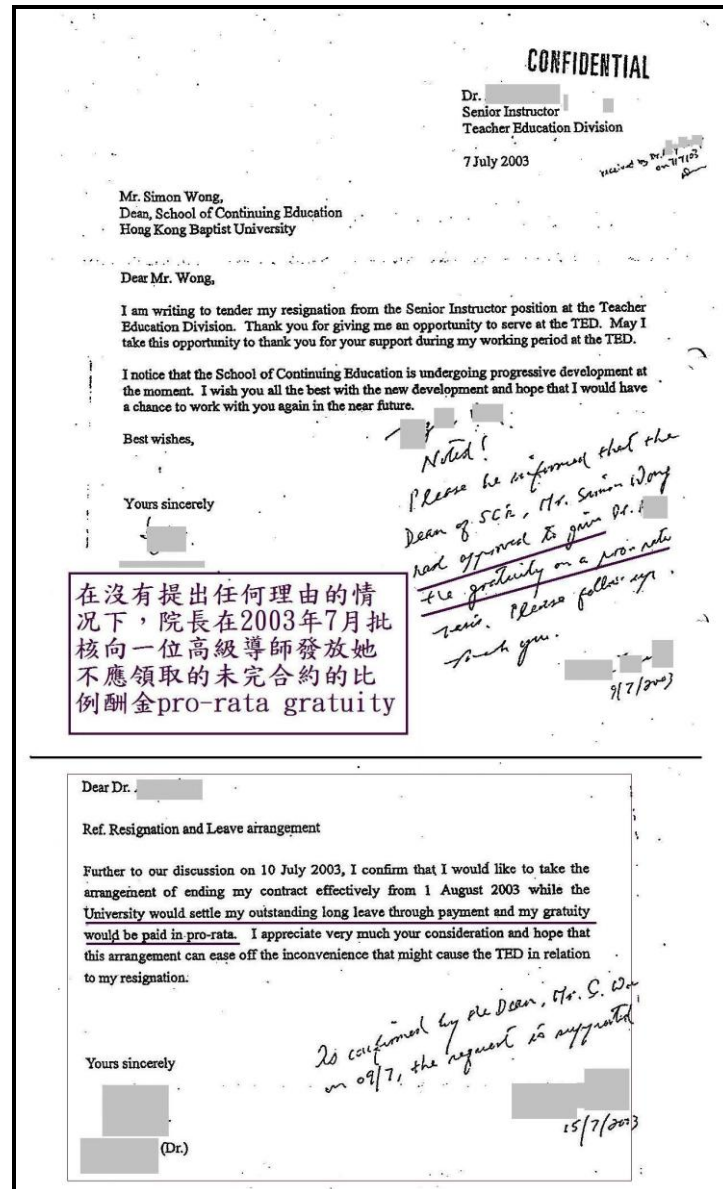 CONFIDENTIAL
Dr.
Senior Instructor
Teacher Education Division
7 July 2003
received by Dr.
on 7/7/03
Mr. Simon Wong,
Dean, School of Continuing Education
Hong Kong Baptist University
Dear Mr. Wong,
I am writing to tender my resignation from the Senior Instructor position at the Teacher
Education Division. Thank you for giving me an opportunity to serve at the TED. May I
take this opportunity to thank you for your support during my working period at the TED.
I notice that the School of Continuing Education is undergoing progressive development at
the moment. I wish you all the best with the new development and hope that I would have
a chance to work with you again in the near future.
Best wishes,
Yours sincerely
Noted!
Please be informed that the
Dean of SCE, Mr. Simon Wong
had approved to give Dr.
the gratuity on a pro-rata
basis. Please follow up.
Thank you.
9/7/2003
在沒有提出任何理由的情
况下，院長在2003年7月批
核向一位高級導師發放她
不應領取的未完合約的比
例酬金pro-rata gratuity
Dear Dr.
Ref. Resignation and Leave arrangement
Further to our discussion on 10 July 2003, I confirm that I would like to take the
arrangement of ending my contract effectively from 1 August 2003 while the
University would settle my outstanding long leave through payment and my gratuity
would be paid in pro-rata. I appreciate very much your consideration and hope that
this arrangement can ease off the inconvenience that might cause the TED in relation
to my resignation.
As confirmed by the Dean, Mr. S. Wo
on 09/7, the request is supported
Yours sincerely
15/7/2003
(Dr.)